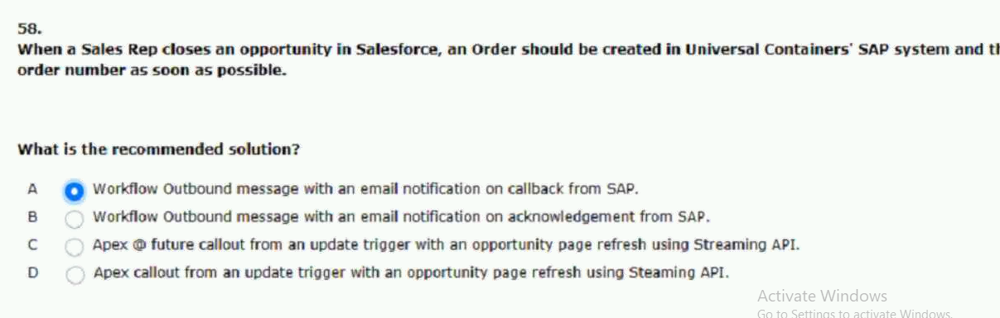 58.
When a Sales Rep closes an opportunity in Salesforce, an Order should be created in Universal Containers' SAP system and
order number as soon as possible.
What is the recommended solution?
A Workflow Outbound message with an email notification on callback from SAP.
B Workflow Outbound message with an email notification on acknowledgement from SAP.
C Apex @ future callout from an update trigger with an opportunity page refresh using Streaming API.
D Apex callout from an update trigger with an opportunity page refresh using Steaming API.
Activate Windows
Go to Settings to activate Windows.